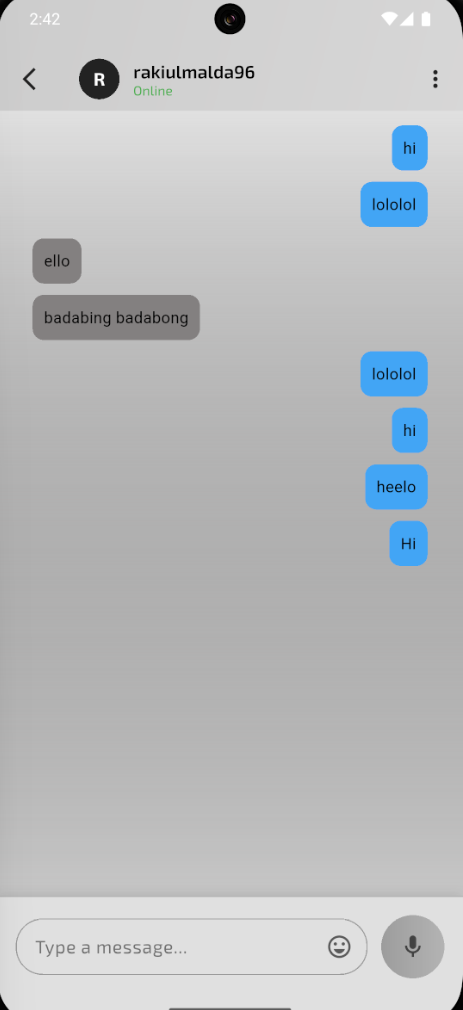 2:42
R
rakiulmalda96
Online
hi
lololol
ello
badabing badabong
lololol
hi
heelo
Hi
Type a message...